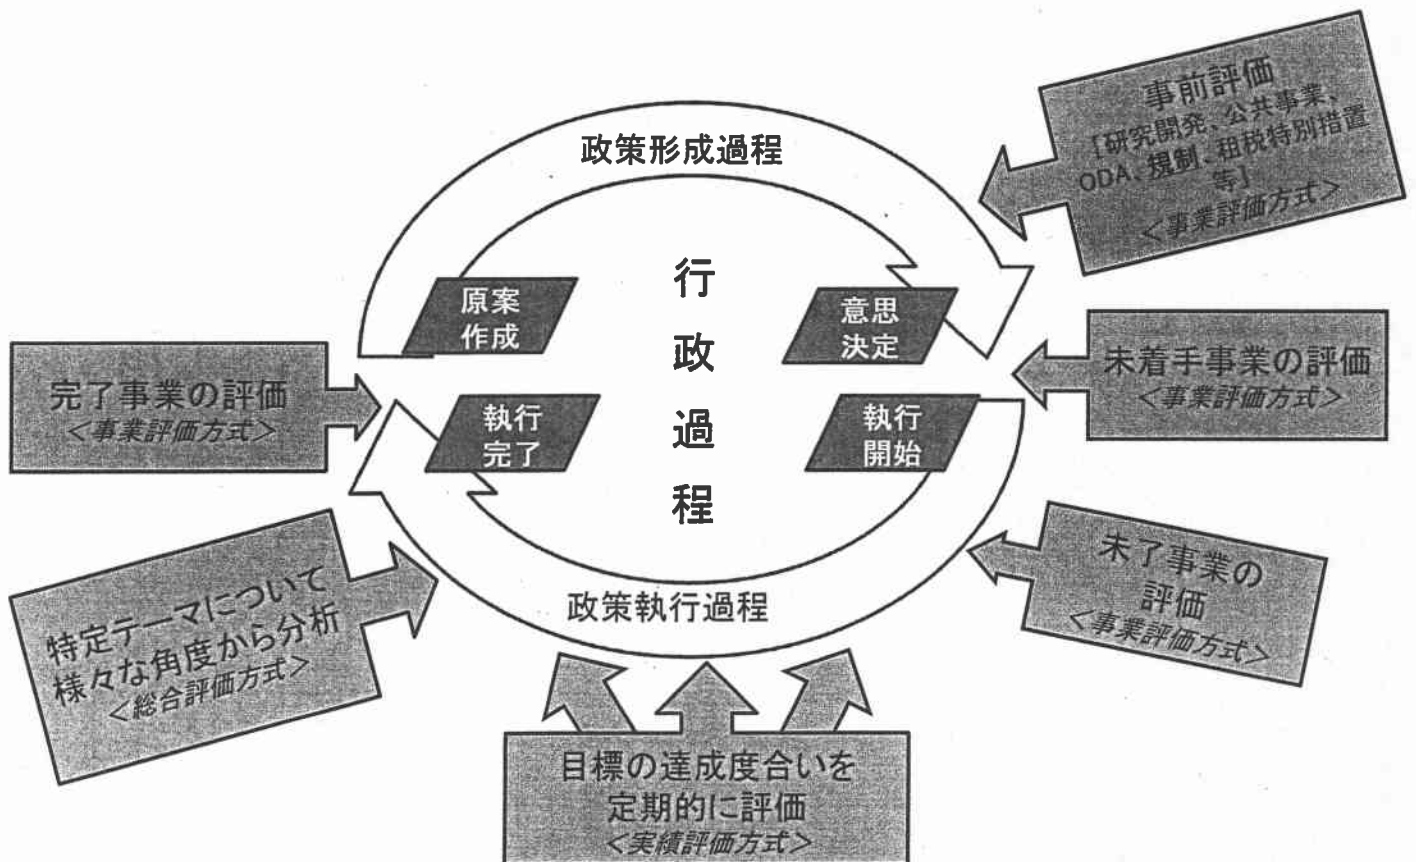 事前評価
[研究開発、公共事業、
ODA、規制、租税特別措置
等]
<事業評価方式>
政策形成過程
行政過程
原案
作成
意思
決定
完了事業の評価
<事業評価方式>
未着手事業の評価
<事業評価方式>
執行
完了
執行
開始
特定テーマについて
様々な角度から分析
<総合評価方式>
未了事業の
評価
<事業評価方式>
政策執行過程
目標の達成度合いを
定期的に評価
<実績評価方式>